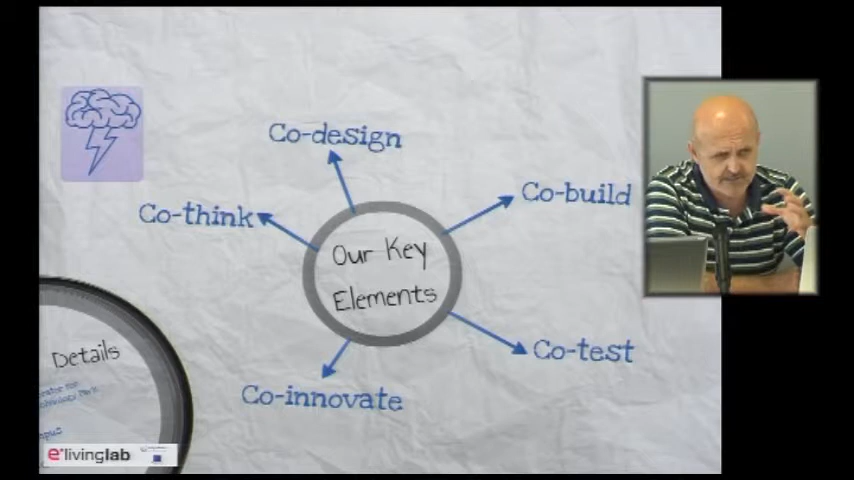 Co-design
Co-build
Co-think
Our Key
Elements
Co-test
Co-innovate
Details
e livinglab